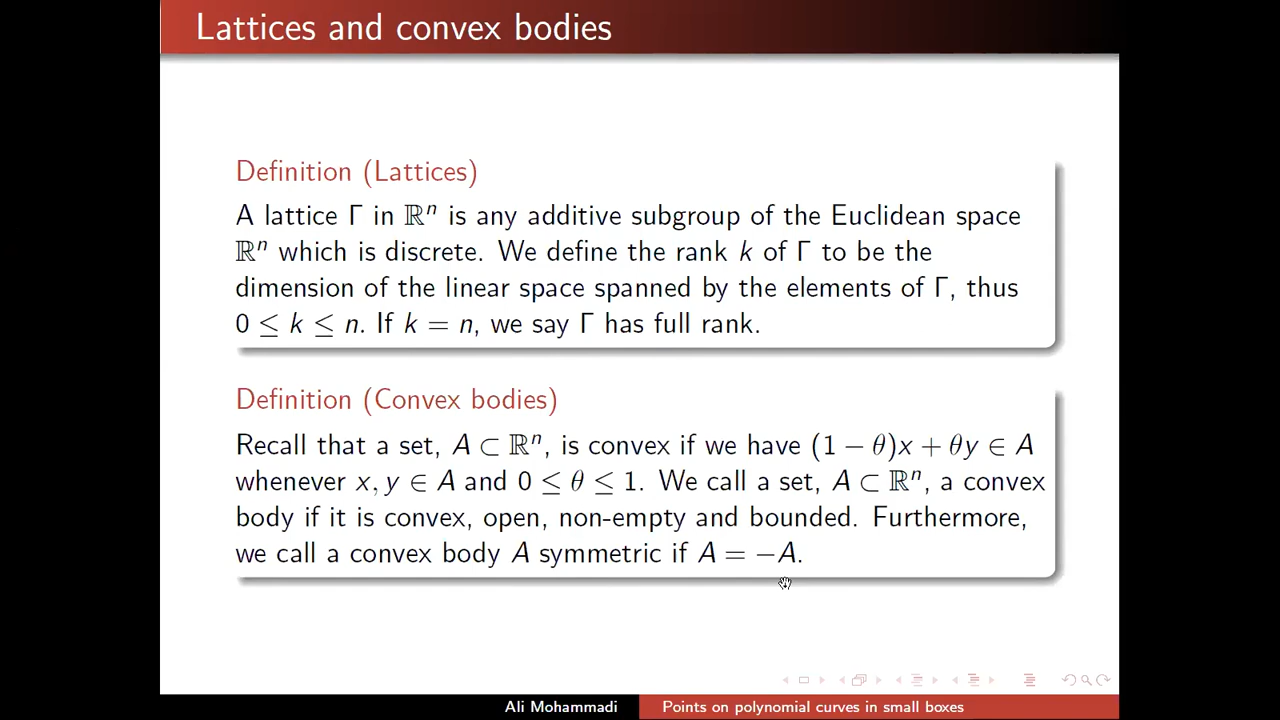 Lattices and convex bodies
Definition (Lattices)
A lattice Γ in ℝⁿ is any additive subgroup of the Euclidean space
ℝⁿ which is discrete. We define the rank k of Γ to be the
dimension of the linear space spanned by the elements of Γ, thus
0 ≤ k ≤ n. If k = n, we say Γ has full rank.
Definition (Convex bodies)
Recall that a set, A ⊂ ℝⁿ, is convex if we have (1 − θ)x + θy ∈ A
whenever x, y ∈ A and 0 ≤ θ ≤ 1. We call a set, A ⊂ ℝⁿ, a convex
body if it is convex, open, non-empty and bounded. Furthermore,
we call a convex body A symmetric if A = −A.
Ali Mohammadi
Points on polynomial curves in small boxes